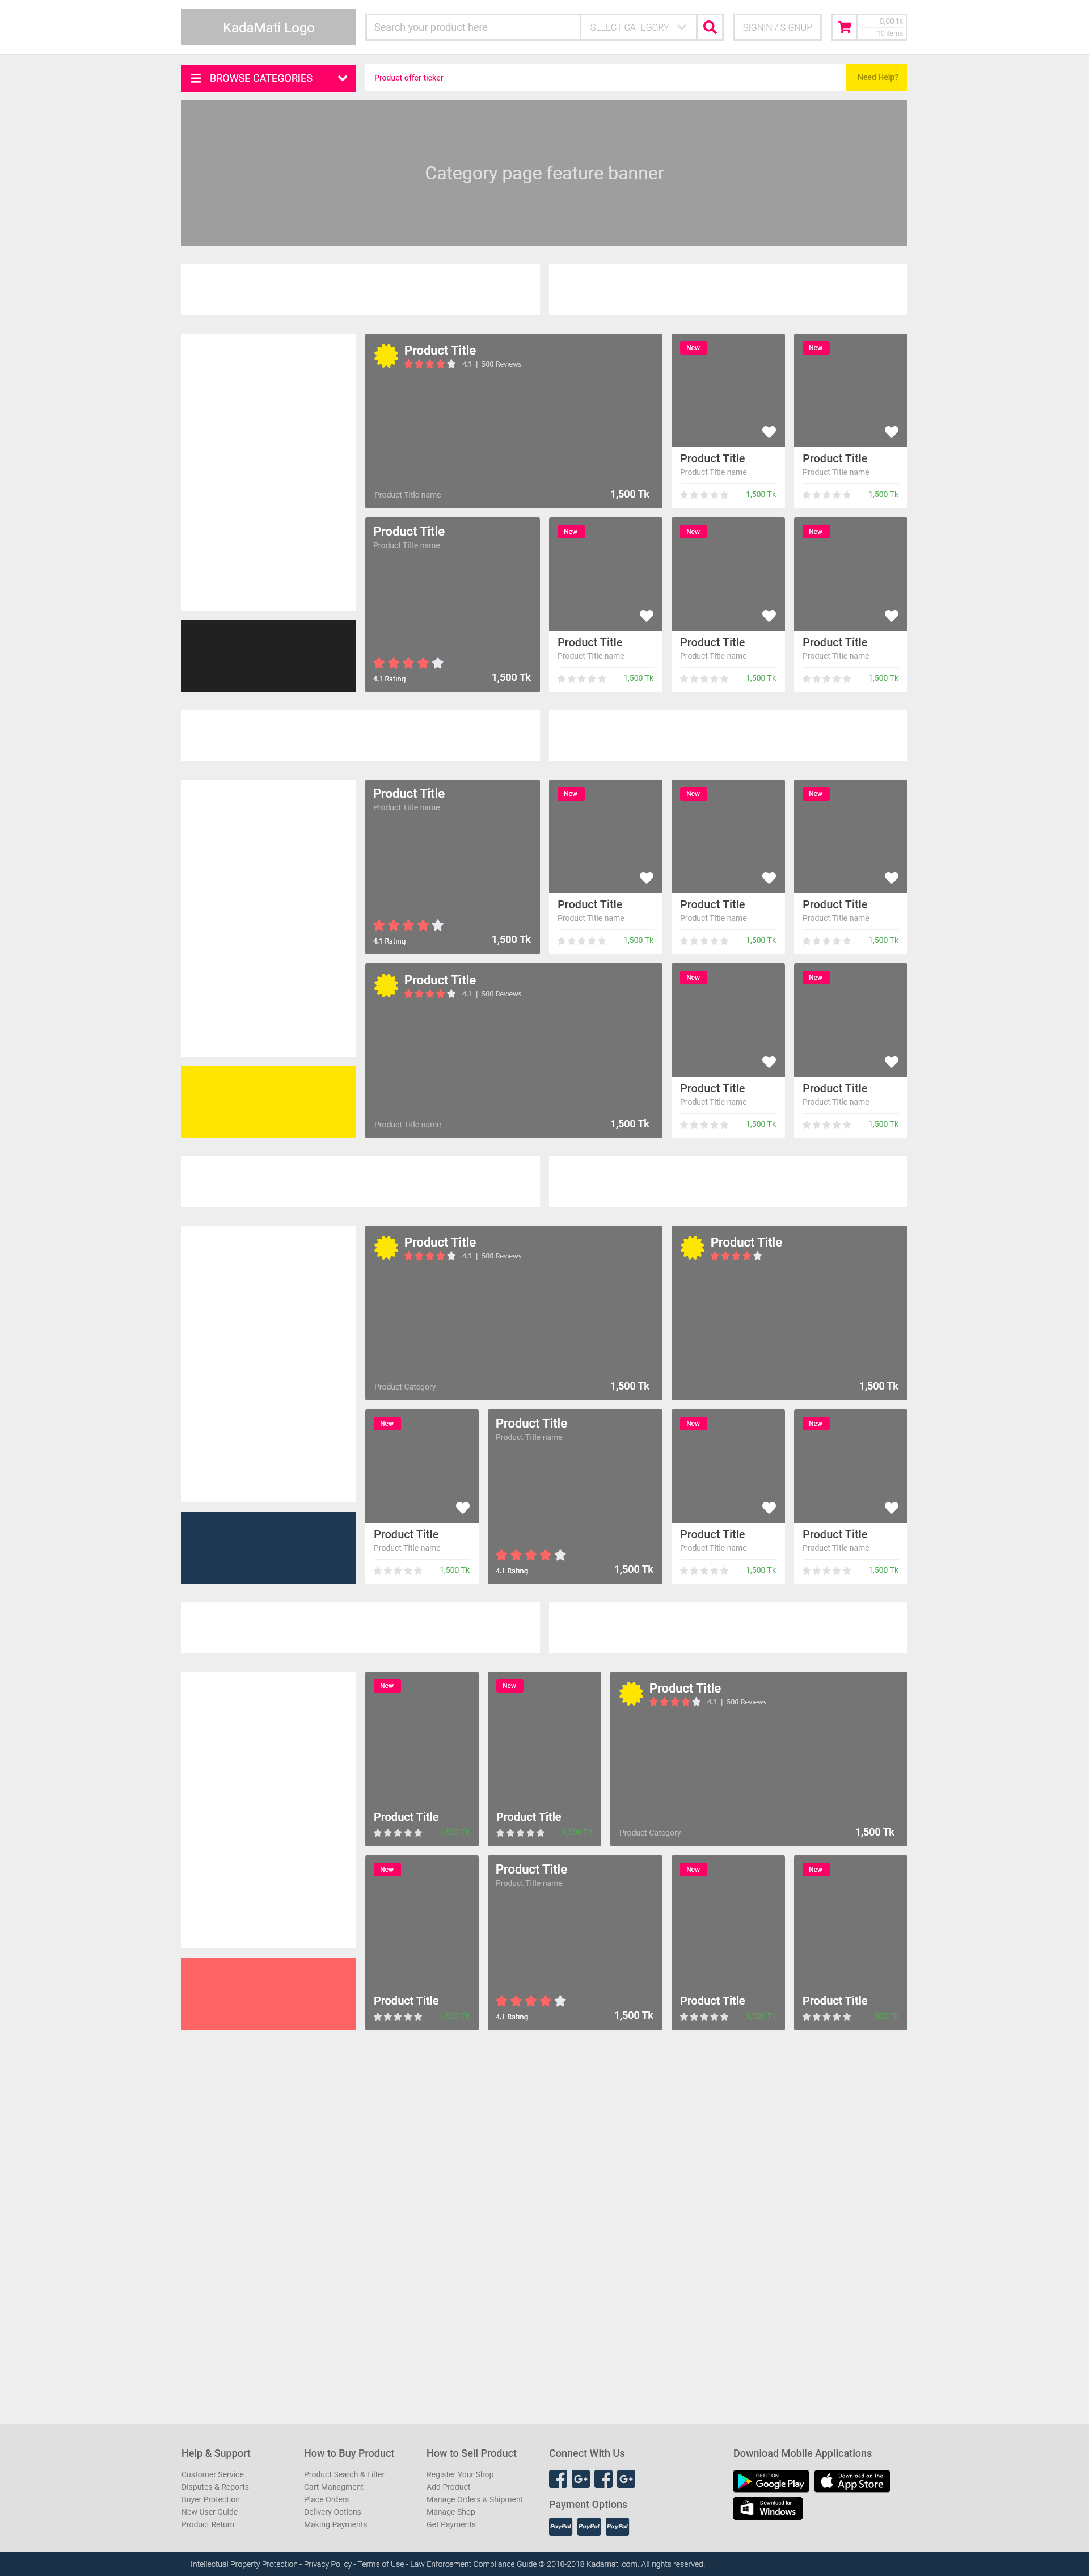 KadaMati Logo
Search your product here
SELECT CATEGORY
SIGNIN / SIGNUP
0,00 tk
10 items
BROWSE CATEGORIES
Product offer ticker
Need Help?
Category page feature banner
Product Title
4.1 | 500 Reviews
Product Title name
1,500 Tk
New
Product Title
Product Title name
1,500 Tk
New
Product Title
Product Title name
1,500 Tk
Product Title
Product Title name
4.1 Rating
1,500 Tk
New
Product Title
Product Title name
1,500 Tk
New
Product Title
Product Title name
1,500 Tk
New
Product Title
Product Title name
1,500 Tk
Product Title
Product Title name
4.1 Rating
1,500 Tk
New
Product Title
Product Title name
1,500 Tk
New
Product Title
Product Title name
1,500 Tk
New
Product Title
Product Title name
1,500 Tk
Product Title
4.1 | 500 Reviews
Product Title name
1,500 Tk
New
Product Title
Product Title name
1,500 Tk
New
Product Title
Product Title name
1,500 Tk
Product Title
4.1 | 500 Reviews
Product Category
1,500 Tk
Product Title
1,500 Tk
New
Product Title
Product Title name
1,500 Tk
Product Title
Product Title name
4.1 Rating
1,500 Tk
New
Product Title
Product Title name
1,500 Tk
New
Product Title
Product Title name
1,500 Tk
New
Product Title
1,500 Tk
New
Product Title
1,500 Tk
Product Title
4.1 | 500 Reviews
Product Category
1,500 Tk
New
Product Title
1,500 Tk
Product Title
Product Title name
4.1 Rating
1,500 Tk
New
Product Title
1,500 Tk
New
Product Title
1,500 Tk
Help & Support
Customer Service
Disputes & Reports
Buyer Protection
New User Guide
Product Return
How to Buy Product
Product Search & Filter
Cart Managment
Place Orders
Delivery Options
Making Payments
How to Sell Product
Register Your Shop
Add Product
Manage Orders & Shipment
Manage Shop
Get Payments
Connect With Us
Payment Options
PayPal
PayPal
PayPal
Download Mobile Applications
GET IT ON
Google Play
Download on the
App Store
Download for
Windows
Intellectual Property Protection - Privacy Policy - Terms of Use - Law Enforcement Compliance Guide © 2010-2018 Kadamati.com. All rights reserved.